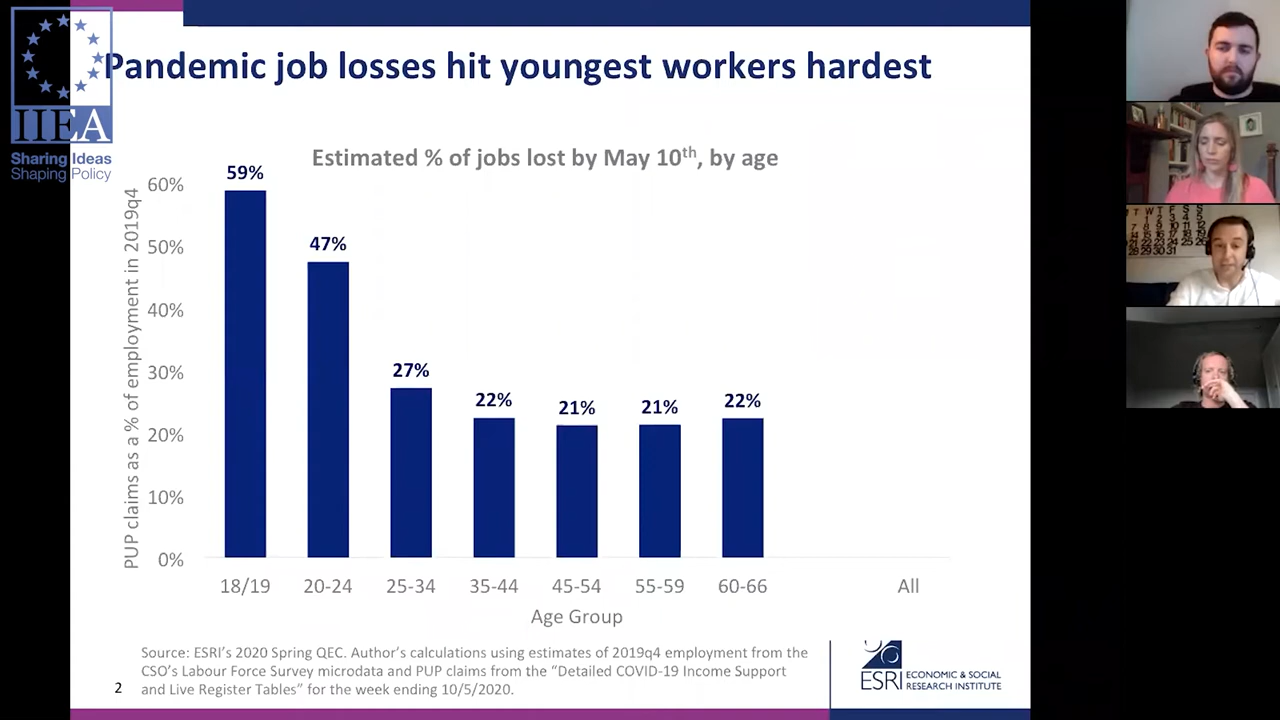 Pandemic job losses hit youngest workers hardest
IIEA
Sharing Ideas
Shaping Policy
Estimated % of jobs lost by May 10th, by age
PUP claims as a % of employment in 2019q4
60%
50%
40%
30%
20%
10%
0%
59%
47%
27%
22%
21%
21%
22%
18/19 20-24 25-34 35-44 45-54 55-59 60-66 All
Age Group
Source: ESRI's 2020 Spring QEC. Author's calculations using estimates of 2019q4 employment from the
CSO's Labour Force Survey microdata and PUP claims from the “Detailed COVID-19 Income Support
and Live Register Tables” for the week ending 10/5/2020.
2
ESRI
ECONOMIC & SOCIAL
RESEARCH INSTITUTE